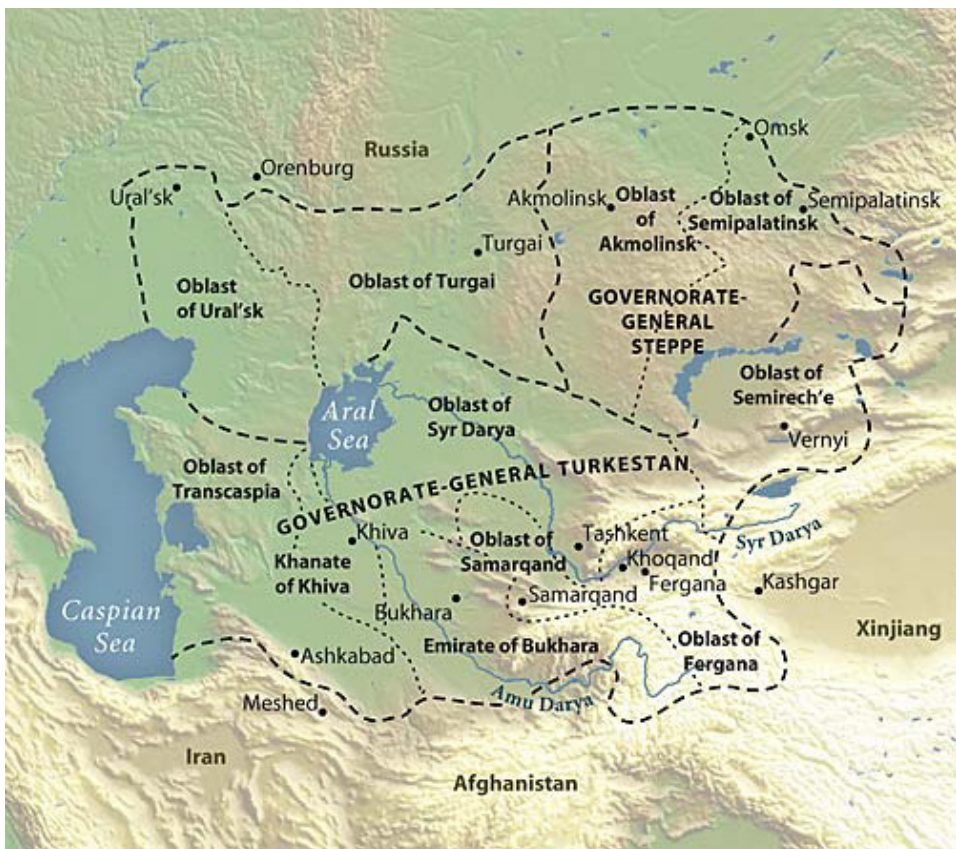 Omsk
Russia
Orenburg
Ural'sk
Akmolinsk
Oblast
of
Akmolinsk
Oblast of
Semipalatinsk
Semipalatinsk
Turgai
Oblast
of Ural'sk
Oblast of Turgai
GOVERNORATE-
GENERAL
STEPPE
Oblast of
Semirech'e
Aral
Sea
Oblast of
Syr Darya
Vernyi
Oblast of
Transcaspia
GOVERNORATE-GENERAL TURKESTAN
Khiva
Khanate
of Khiva
Oblast of
Samarqand
Tashkent
Syr Darya
Khoqand
Fergana
Kashgar
Bukhara
Samarqand
Caspian
Sea
Xinjiang
Emirate of Bukhara
Oblast of
Fergana
Ashkabad
Amu Darya
Meshed
Iran
Afghanistan